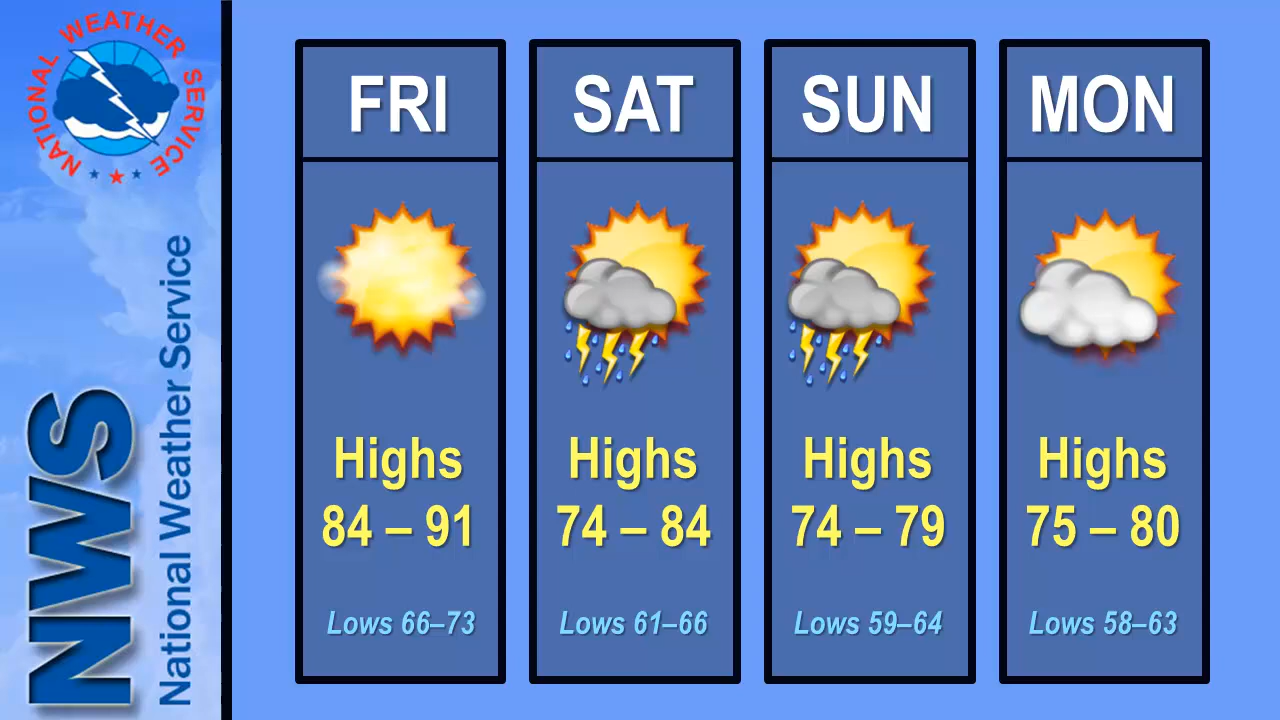 NATIONAL WEATHER SERVICE
NWS
National Weather Service
FRI
Highs
84 – 91
Lows 66–73
SAT
Highs
74 – 84
Lows 61–66
SUN
Highs
74 – 79
Lows 59–64
MON
Highs
75 – 80
Lows 58–63